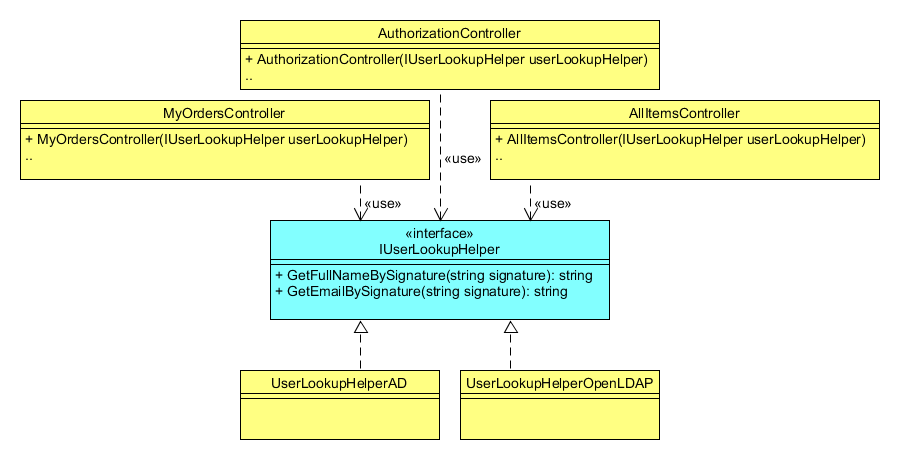 AuthorizationController
+ AuthorizationController(IUserLookupHelper userLookupHelper)
..
MyOrdersController
+ MyOrdersController(IUserLookupHelper userLookupHelper)
..
AllItemsController
+ AllItemsController(IUserLookupHelper userLookupHelper)
..
«use»
«use»
«use»
«interface»
IUserLookupHelper
+ GetFullNameBySignature(string signature): string
+ GetEmailBySignature(string signature): string
UserLookupHelperAD
UserLookupHelperOpenLDAP